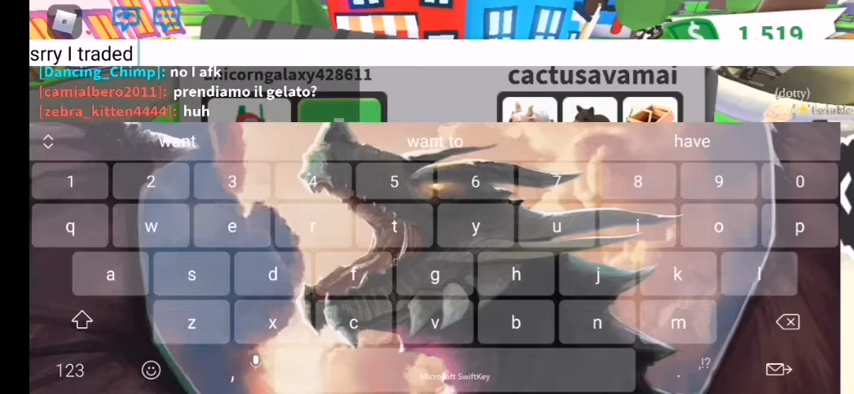 1,519
srry I traded
[Dancing_Chimp]: no I afk
nicorngalaxy428611
cactusavamai
[camialbero2011]: prendiamo il gelato?
(dotty)
[zebra_kitten4444]: huh
want want to have
1 2 3 4 5 6 7 8 9 0
q w e r t y u i o p
a s d f g h j k l
z x c v b n m
123 , . ,!?
Microsoft SwiftKey